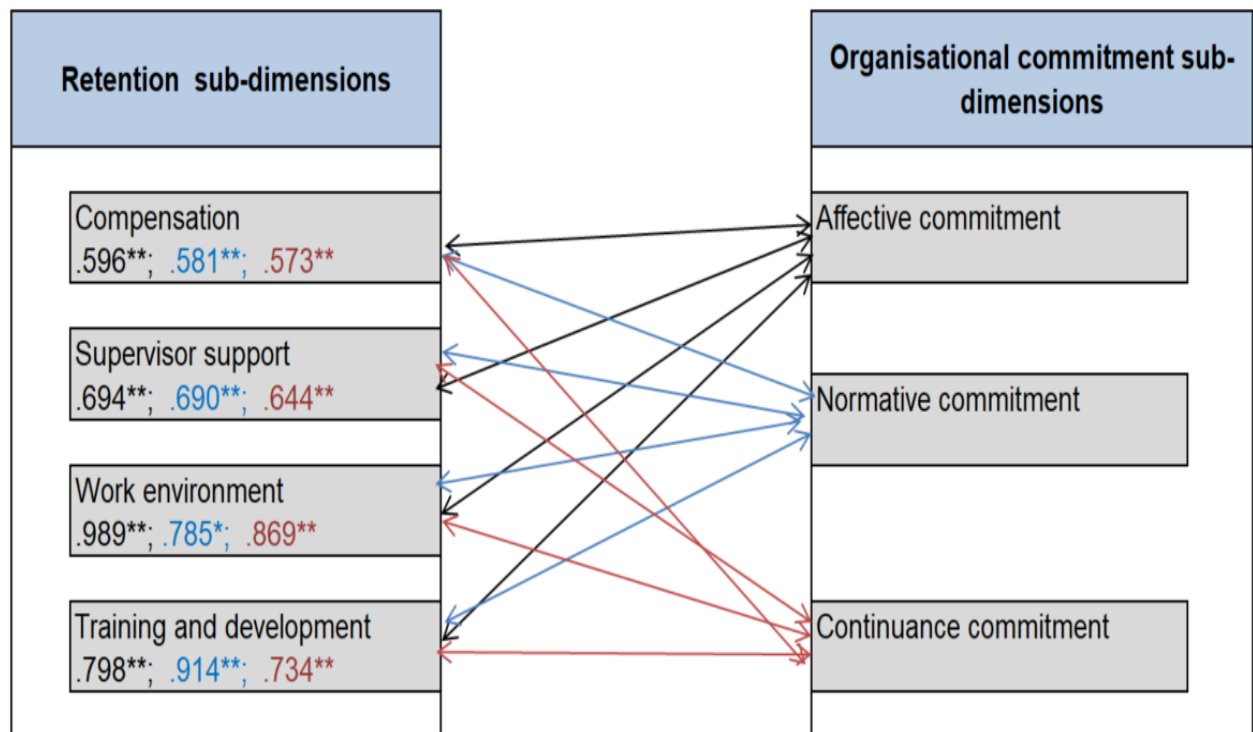 Retention sub-dimensions
Compensation
.596**; .581**; .573**
Supervisor support
.694**; .690**; .644**
Work environment
.989**; .785*; .869**
Training and development
.798**; .914**; .734**
Organisational commitment sub-
dimensions
Affective commitment
Normative commitment
Continuance commitment